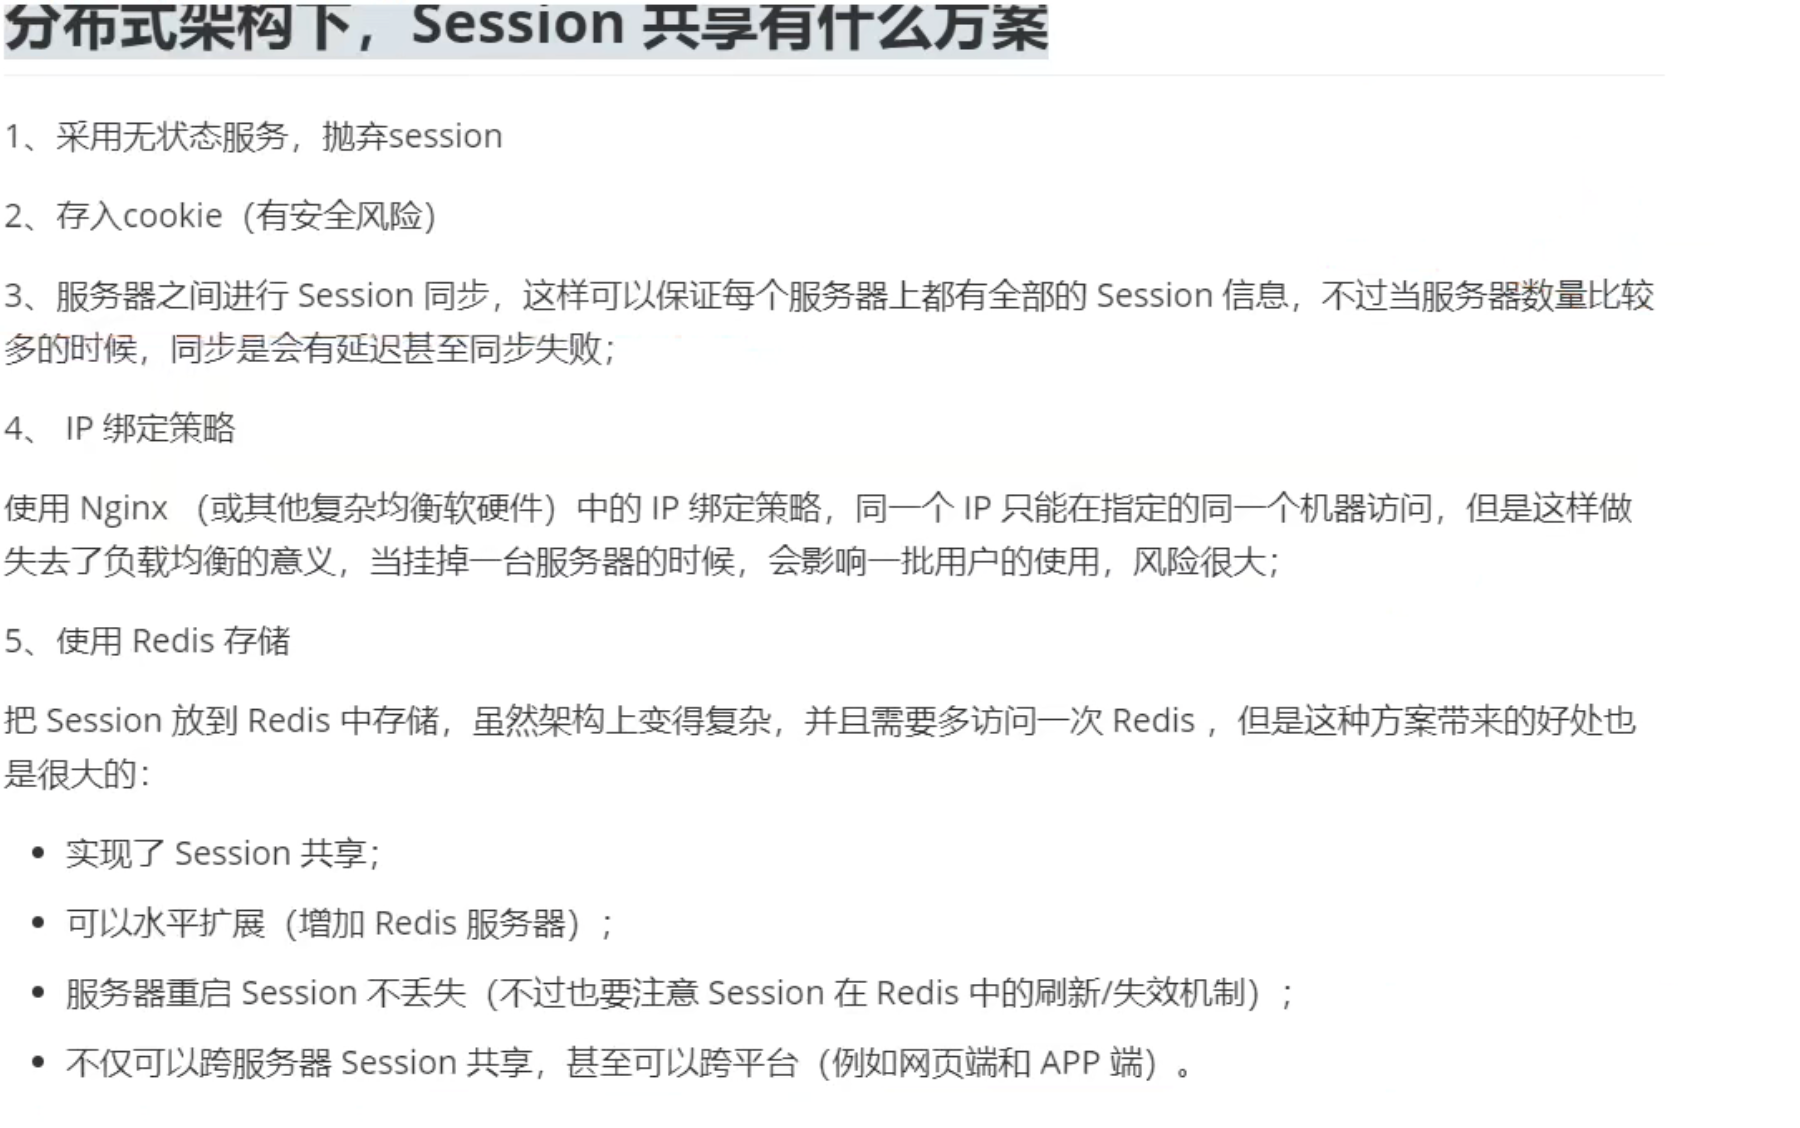 分布式架构下，Session 共享有什么方案
1、采用无状态服务，抛弃session
2、存入cookie（有安全风险）
3、服务器之间进行 Session 同步，这样可以保证每个服务器上都有全部的 Session 信息，不过当服务器数量比较
多的时候，同步是会有延迟甚至同步失败；
4、 IP 绑定策略
使用 Nginx （或其他复杂均衡软硬件）中的 IP 绑定策略，同一个 IP 只能在指定的同一个机器访问，但是这样做
失去了负载均衡的意义，当挂掉一台服务器的时候，会影响一批用户的使用，风险很大；
5、使用 Redis 存储
把 Session 放到 Redis 中存储，虽然架构上变得复杂，并且需要多访问一次 Redis ，但是这种方案带来的好处也
是很大的：
• 实现了 Session 共享；
• 可以水平扩展（增加 Redis 服务器）；
• 服务器重启 Session 不丢失（不过也要注意 Session 在 Redis 中的刷新/失效机制）；
• 不仅可以跨服务器 Session 共享，甚至可以跨平台（例如网页端和 APP 端）。